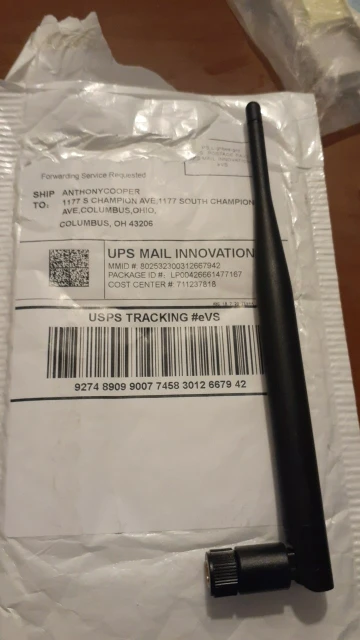 Forwarding Service Requested
SHIP TO:
ANTHONYCOOPER
1177 S CHAMPION AVE,1177 SOUTH CHAMPION
AVE,COLUMBUS,OHIO,
COLUMBUS, OH 43206
UPS MAIL INNOVATION
MMID #: 802532300312667942
PACKAGE ID #: LP00426661477167
COST CENTER #: 711237818
USPS TRACKING #eVS
9274 8909 9007 7458 3012 6679 42